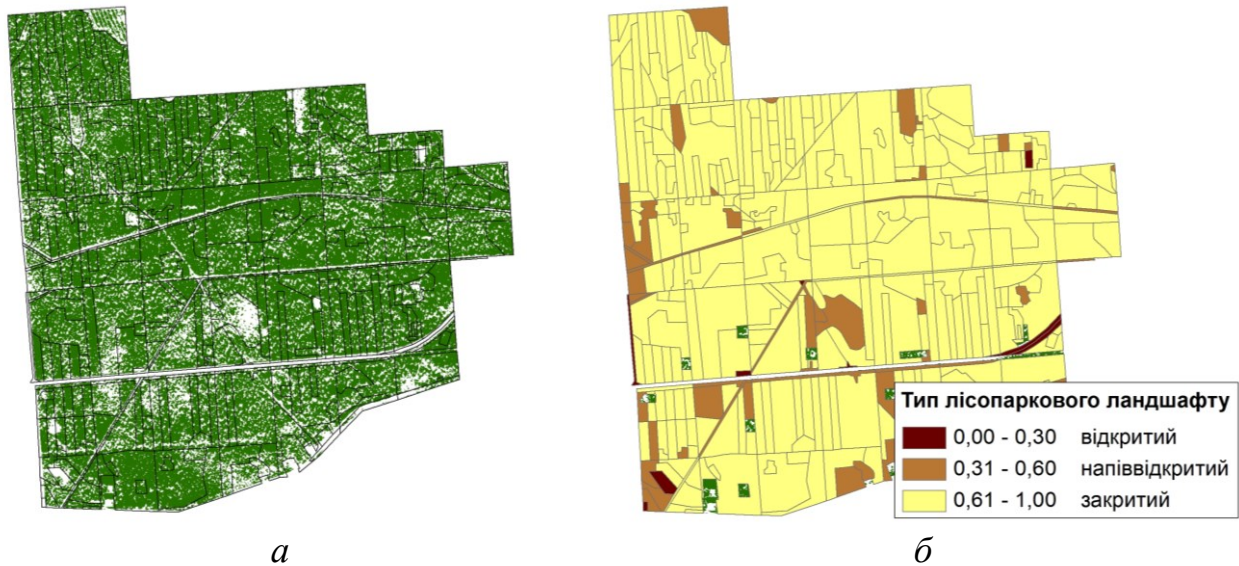 Тип лісопаркового ландшафту
0,00 - 0,30 відкритий
0,31 - 0,60 напіввідкритий
0,61 - 1,00 закритий
а
б